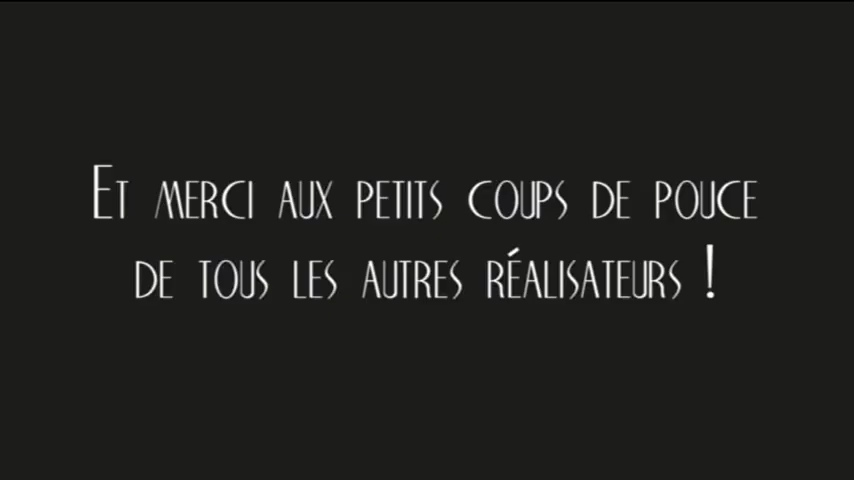 Et merci aux petits coups de pouce
de tous les autres réalisateurs !